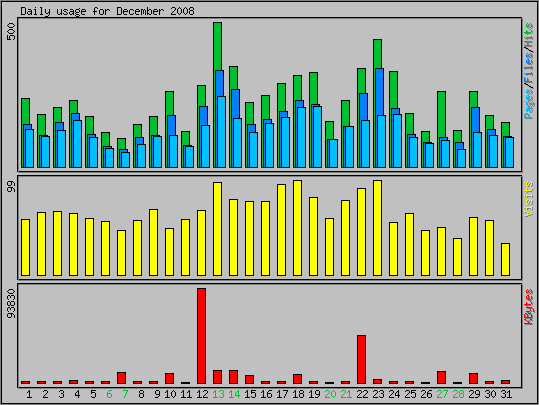 Daily usage for December 2008
500
Pages/Files/Hits
99
Visits
93830
KBytes
1 2 3 4 5 6 7 8 9 10 11 12 13 14 15 16 17 18 19 20 21 22 23 24 25 26 27 28 29 30 31